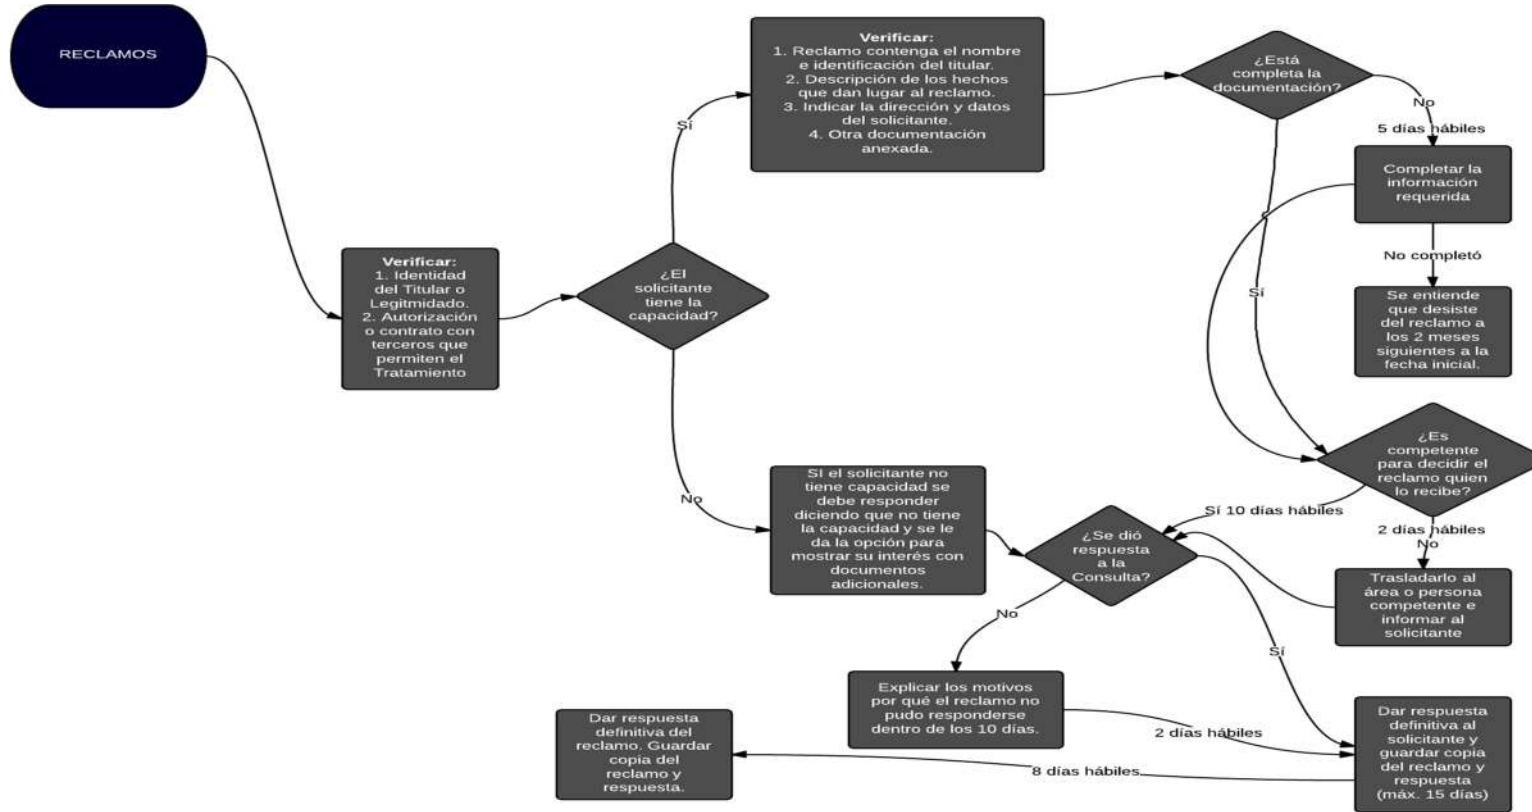 RECLAMOS
Verificar:
1. Identidad
del Titular o
Legitmidado.
2. Autorización
o contrato con
terceros que
permiten el
Tratamiento
¿El
solicitante
tiene la
capacidad?
Sí
Verificar:
1. Reclamo contenga el nombre
e identificación del titular.
2. Descripción de los hechos
que dan lugar al reclamo.
3. Indicar la dirección y datos
del solicitante.
4. Otra documentación
anexada.
¿Está
completa la
documentación?
No
5 días hábiles
Completar la
información
requerida
No completó
Se entiende
que desiste
del reclamo a
los 2 meses
siguientes a la
fecha inicial.
Sí
¿Es
competente
para decidir el
reclamo quien
lo recibe?
Sí 10 días hábiles
2 días hábiles
No
Trasladarlo al
área o persona
competente e
informar al
solicitante
No
SI el solicitante no
tiene capacidad se
debe responder
diciendo que no tiene
la capacidad y se le
da la opción para
mostrar su interés con
documentos
adicionales.
¿Se dió
respuesta
a la
Consulta?
No
Sí
Explicar los motivos
por qué el reclamo no
pudo responderse
dentro de los 10 días.
2 días hábiles
Dar respuesta
definitiva al
solicitante y
guardar copia
del reclamo y
respuesta
(máx. 15 días)
8 días hábiles
Dar respuesta
definitiva del
reclamo. Guardar
copia del
reclamo y
respuesta.